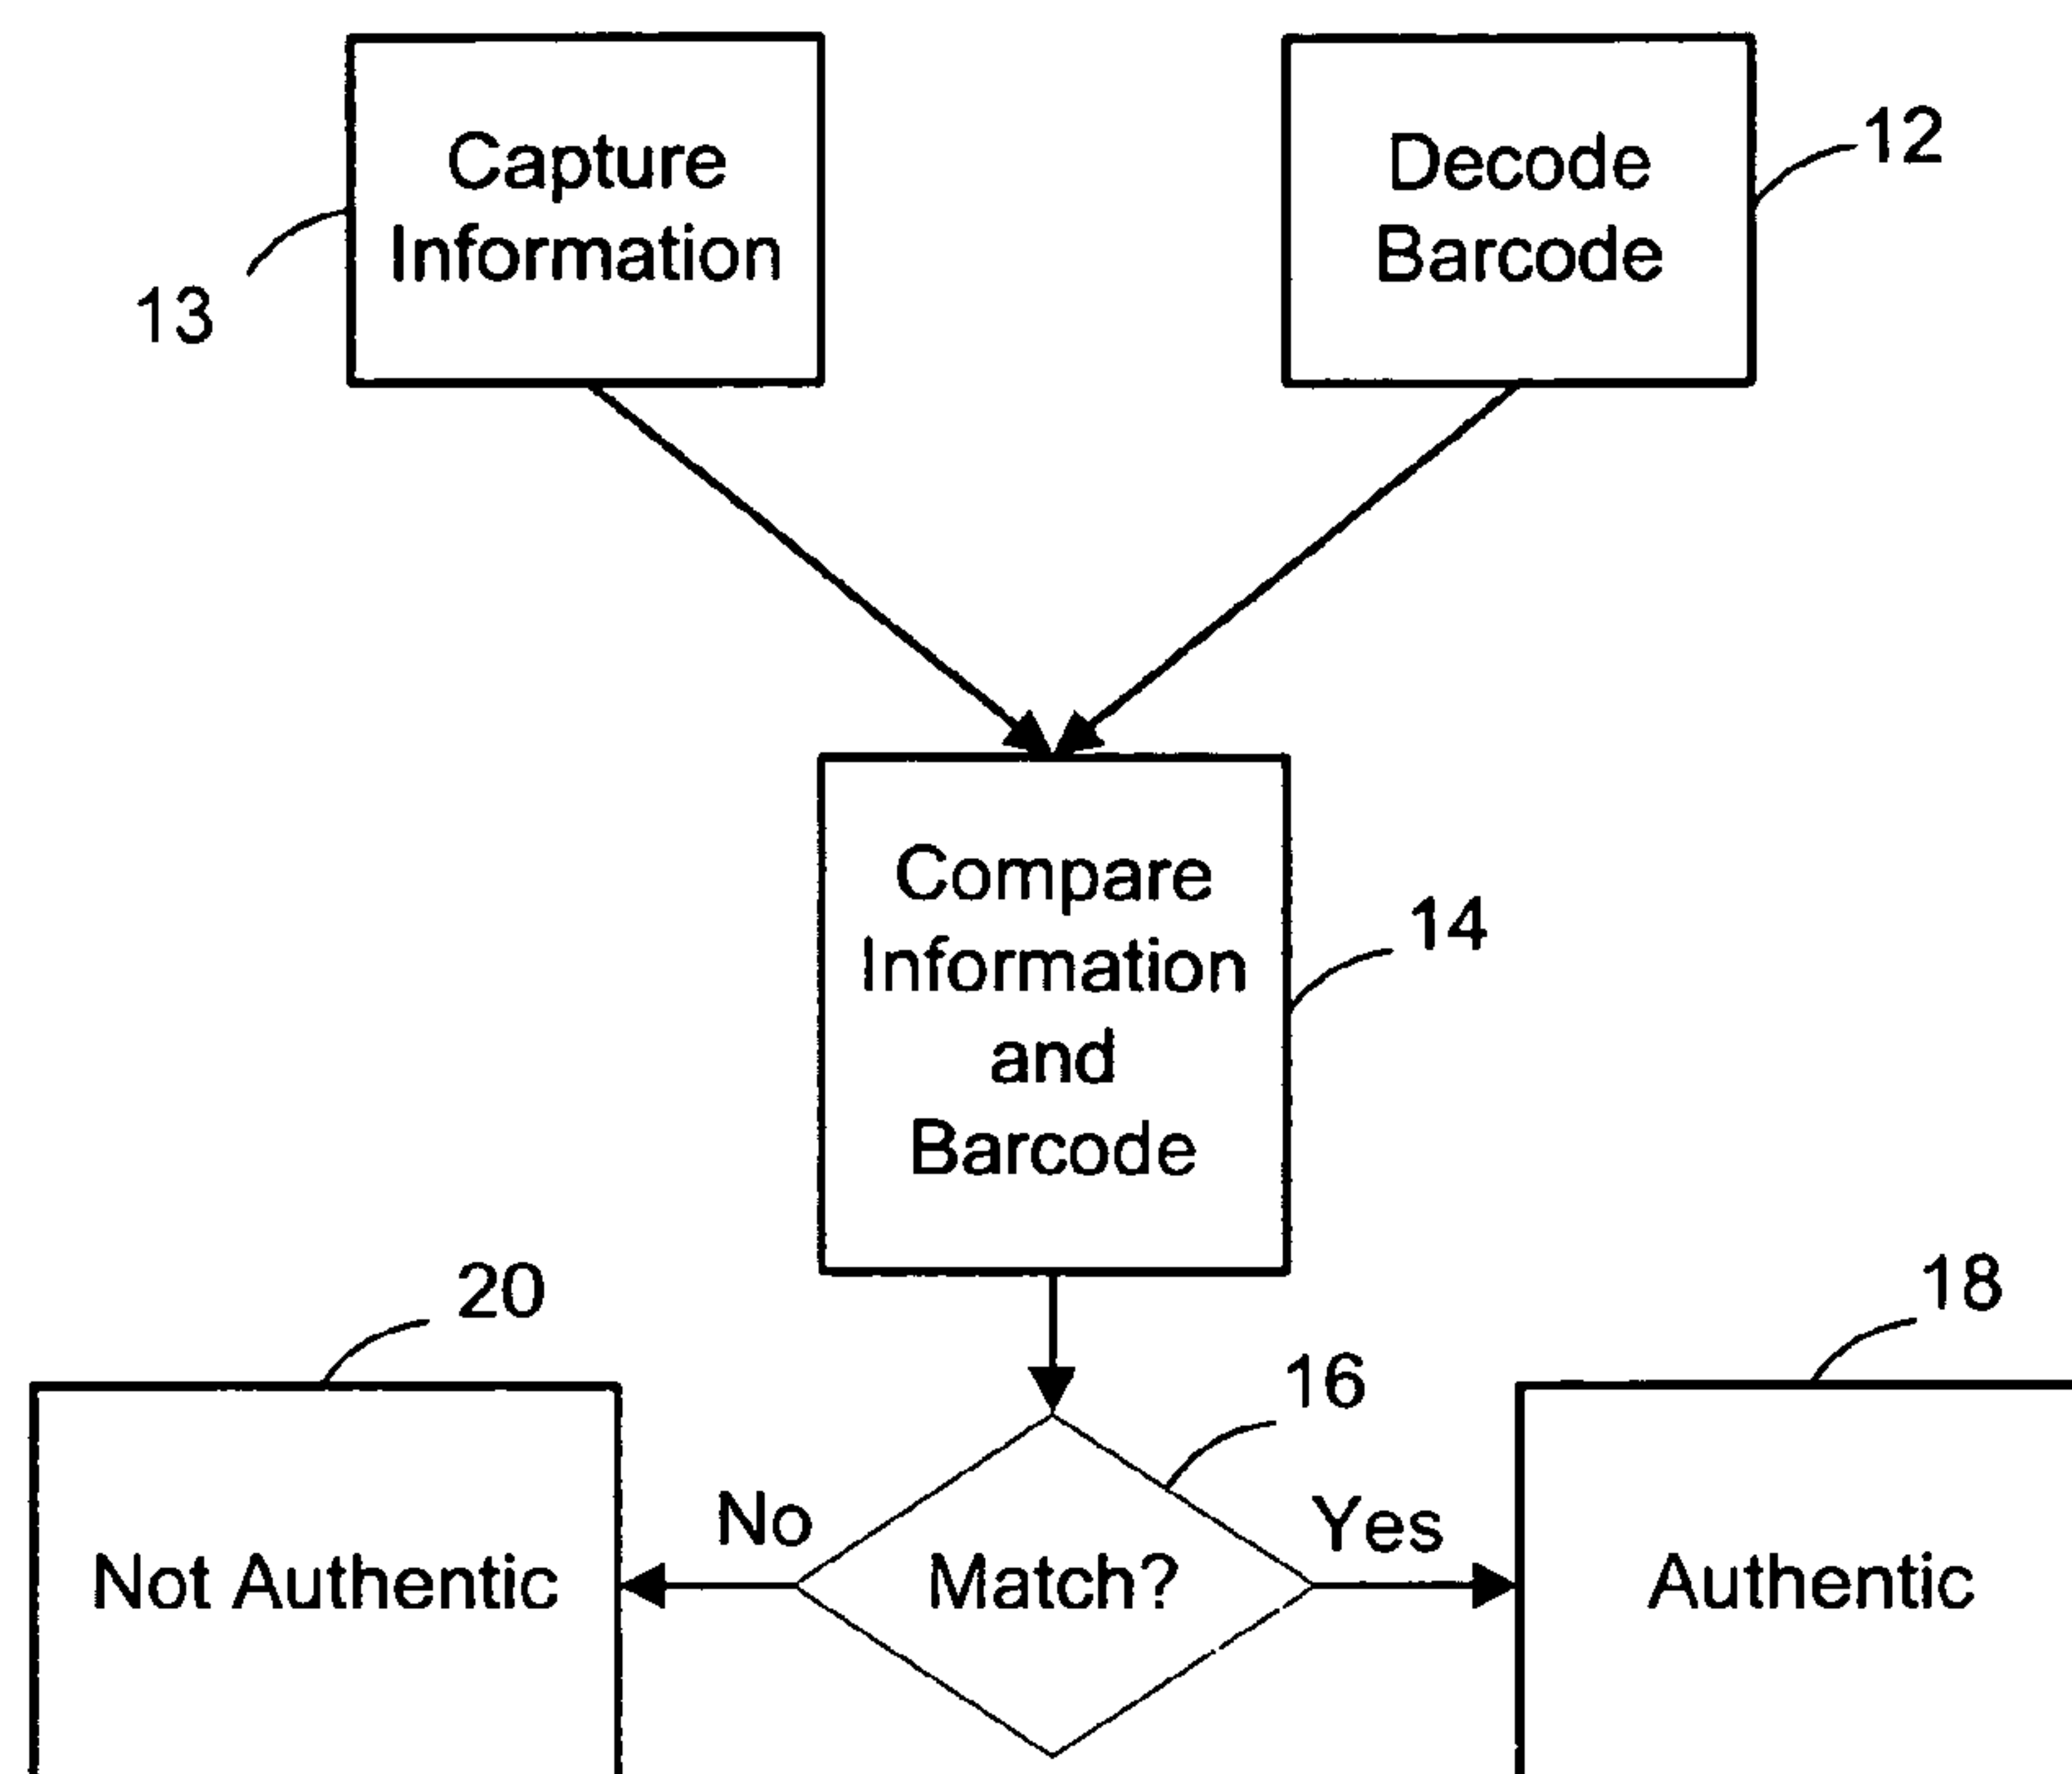 Capture
Information
13
Decode
Barcode
12
Compare
Information
and
Barcode
14
20
18
16
No
Yes
Not Authentic
Match?
Authentic